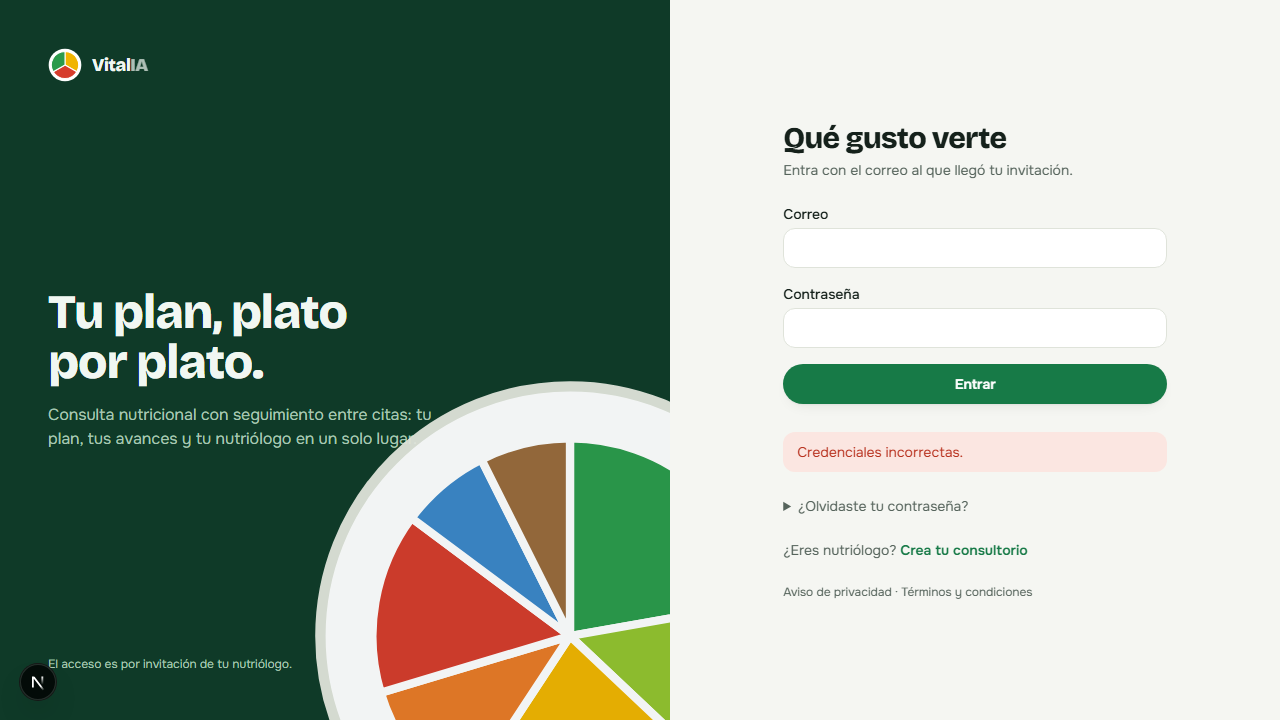 VitalIA
Tu plan, plato
por plato.
Consulta nutricional con seguimiento entre citas: tu
plan, tus avances y tu nutriólogo en un solo lugar
El acceso es por invitación de tu nutriólogo.
N
Qué gusto verte
Entra con el correo al que llegó tu invitación.
Correo
Contraseña
Entrar
Credenciales incorrectas.
¿Olvidaste tu contraseña?
¿Eres nutriólogo? Crea tu consultorio
Aviso de privacidad · Términos y condiciones